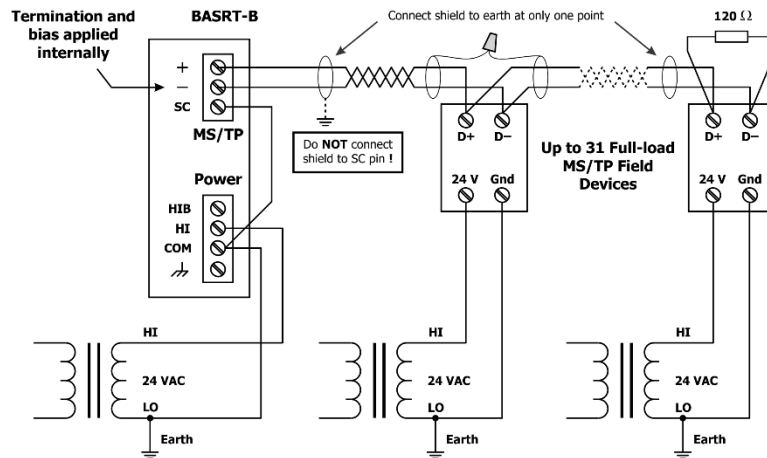 Termination and
bias applied
internally
BASRT-B
+
−
SC
MS/TP
Power
HIB
HI
COM
Connect shield to earth at only one point
Do NOT connect
shield to SC pin !
120 Ω
D+ D−
24 V Gnd
Up to 31 Full-load
MS/TP Field
Devices
D+ D−
24 V Gnd
HI
24 VAC
LO
Earth
HI
24 VAC
LO
Earth
HI
24 VAC
LO
Earth